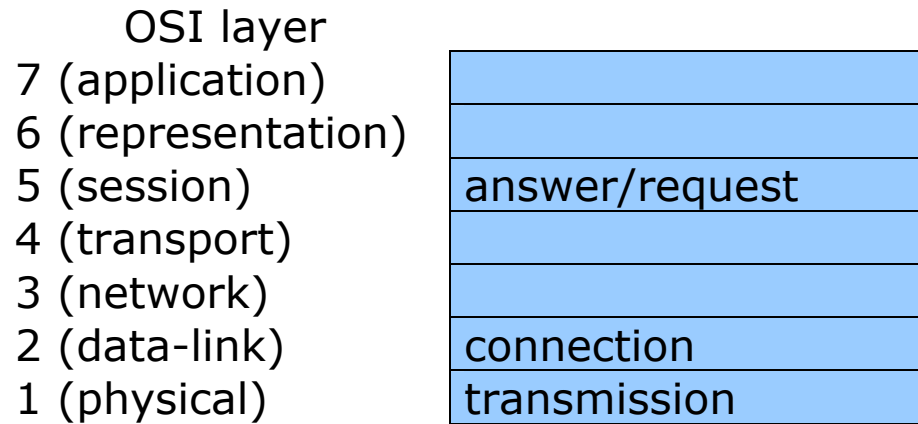 OSI layer
7 (application)
6 (representation)
5 (session) answer/request
4 (transport)
3 (network)
2 (data-link) connection
1 (physical) transmission